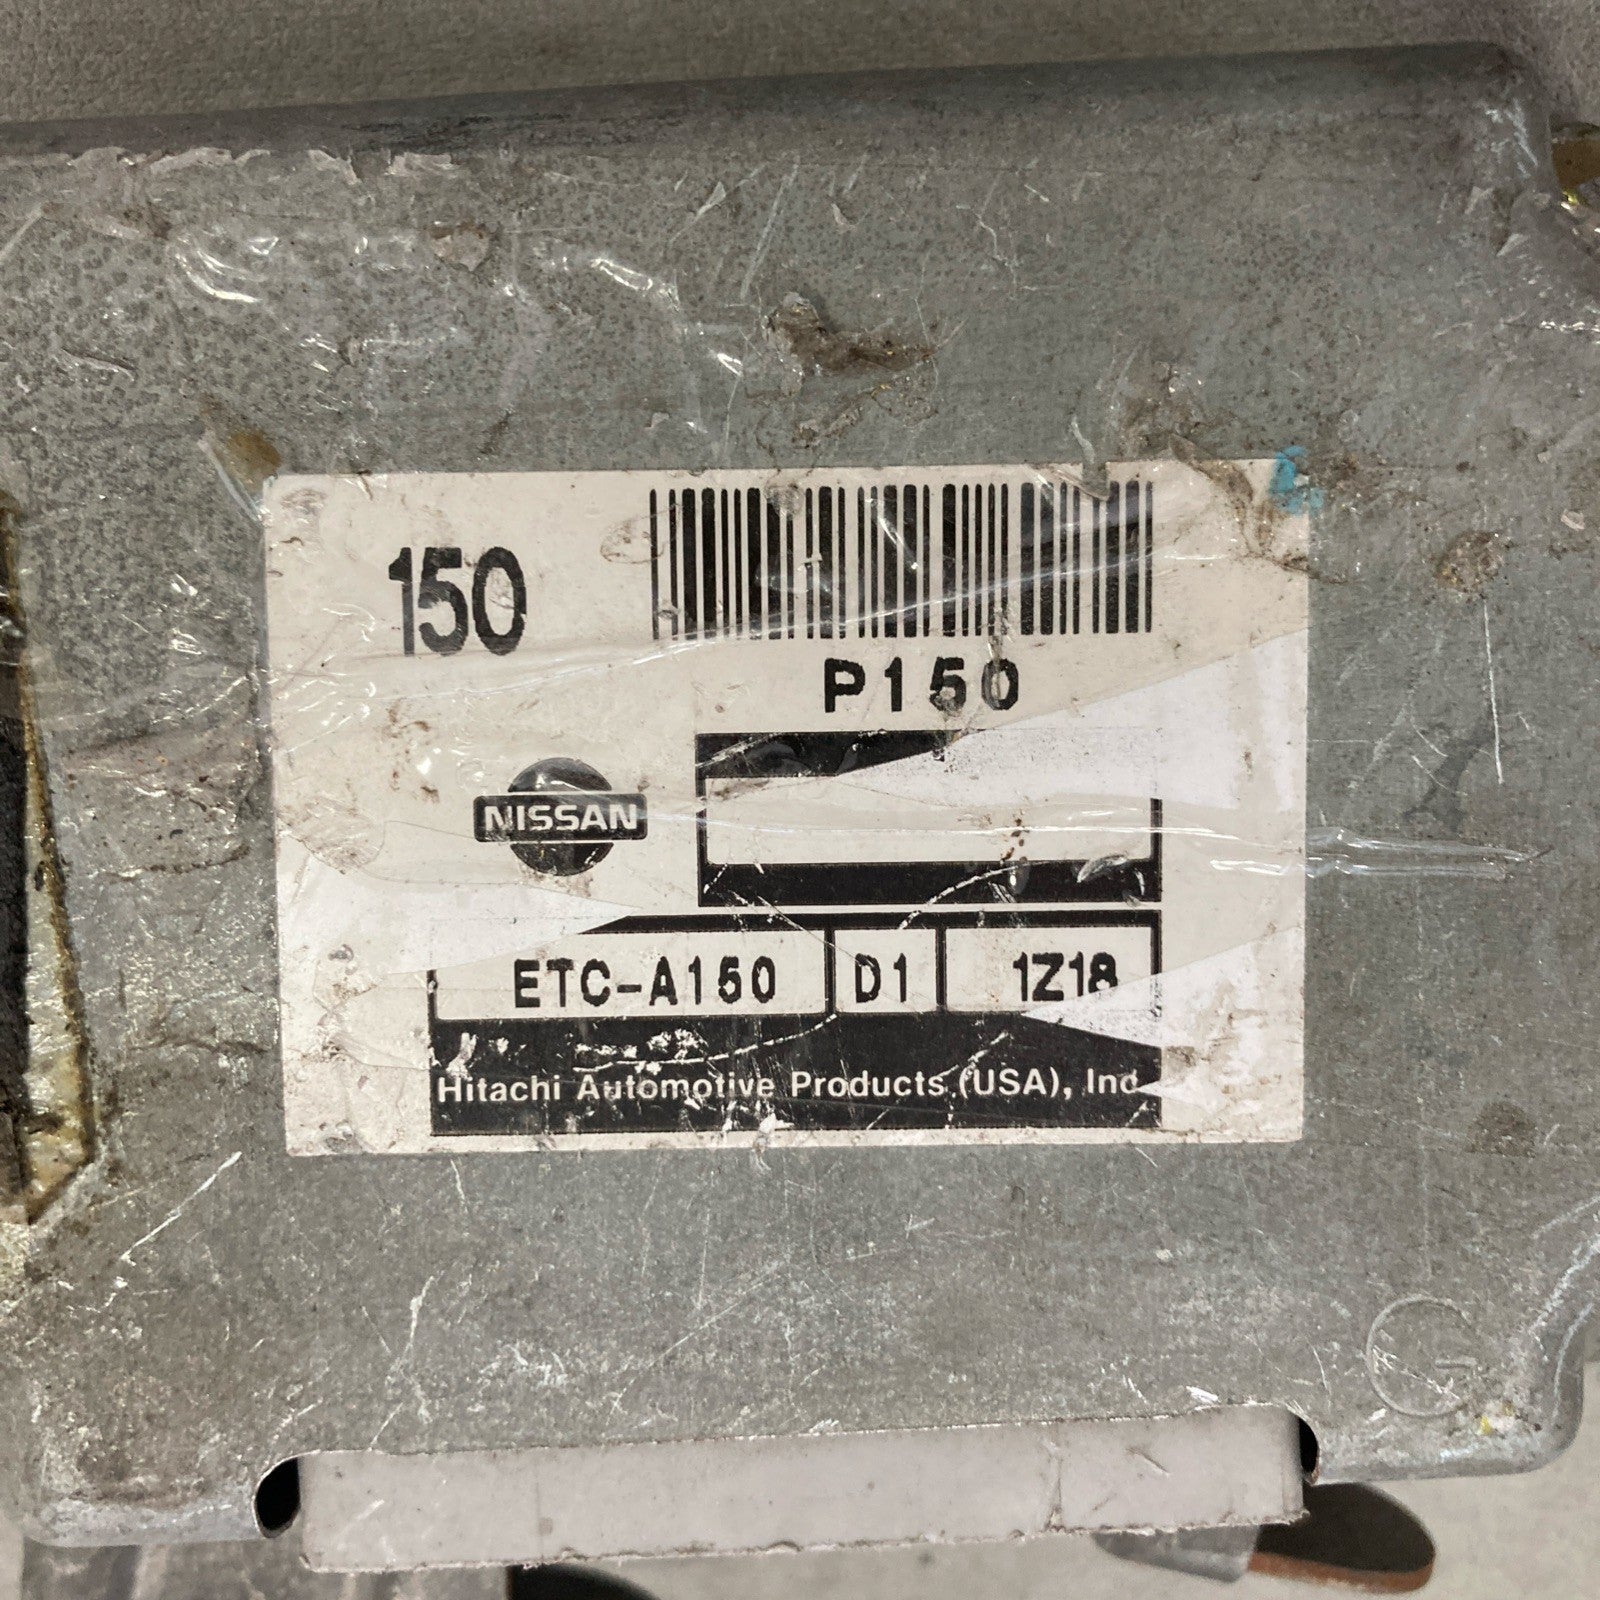 150
P150
NISSAN
ETC-A150 D1 1Z18
Hitachi Automotive Products (USA), Inc.
G